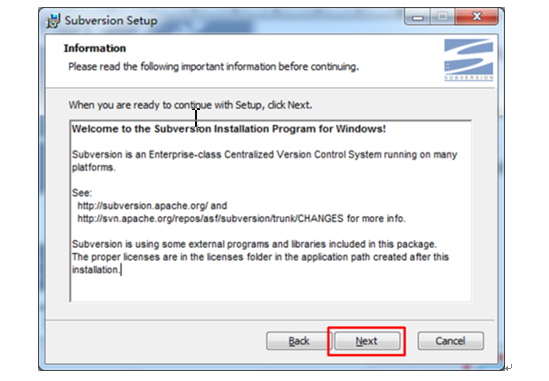 Subversion Setup
Information
Please read the following important information before continuing.
SUBVERSION
When you are ready to continue with Setup, click Next.
Welcome to the Subversion Installation Program for Windows!
Subversion is an Enterprise-class Centralized Version Control System running on many
platforms.
See:
http://subversion.apache.org/ and
http://svn.apache.org/repos/asf/subversion/trunk/CHANGES for more info.
Subversion is using some external programs and libraries included in this package.
The proper licenses are in the licenses folder in the application path created after this
installation.
Back Next Cancel